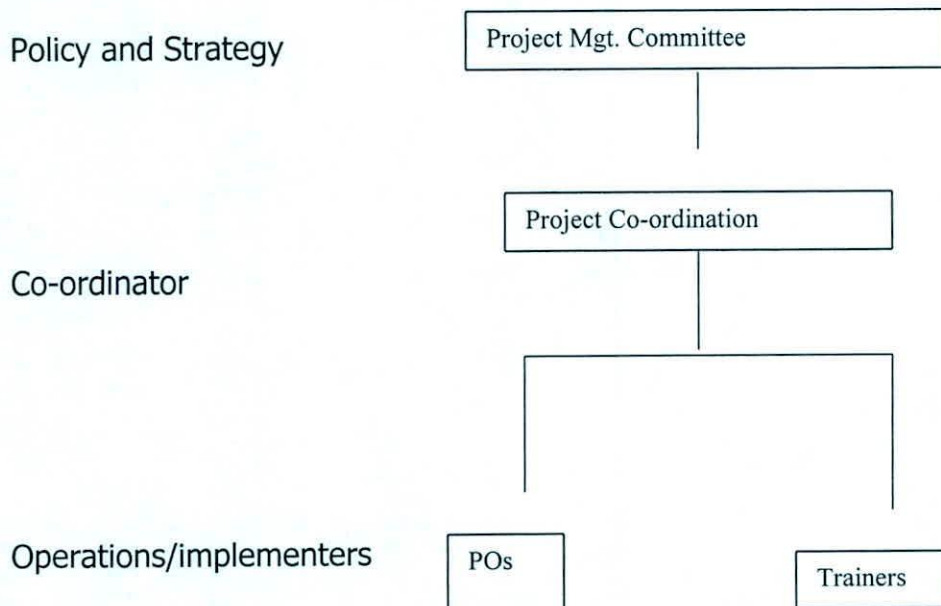 Policy and Strategy
Project Mgt. Committee
Project Co-ordination
Co-ordinator
Operations/implementers
POs
Trainers